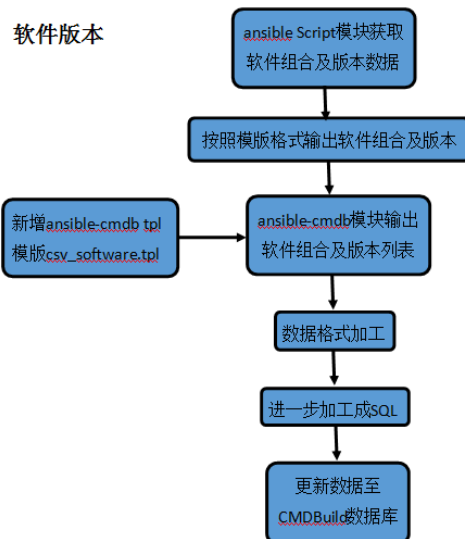 软件版本
ansible Script模块获取
软件组合及版本数据
按照模版格式输出软件组合及版本
新增ansible-cmdb tpl
模版csv_software.tpl
ansible-cmdb模块输出
软件组合及版本列表
数据格式加工
进一步加工成SQL
更新数据至
CMDBuild数据库